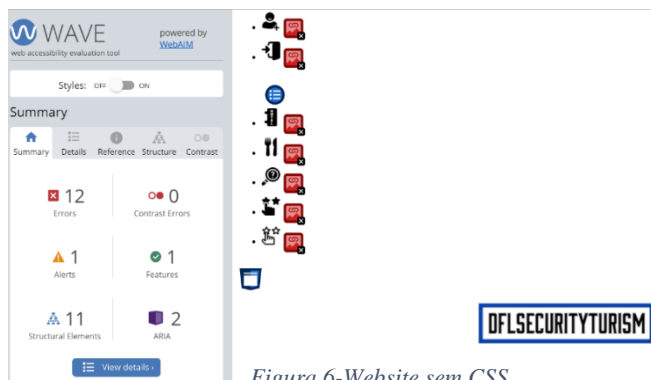 WAVE
web accessibility evaluation tool
powered by
WebAIM
Styles: OFF ON
Summary
Summary Details Reference Structure Contrast
12
Errors
0
Contrast Errors
1
Alerts
1
Features
11
Structural Elements
2
ARIA
View details ›
DFLSECURITYTURISM
Figura 6-Website sem CSS